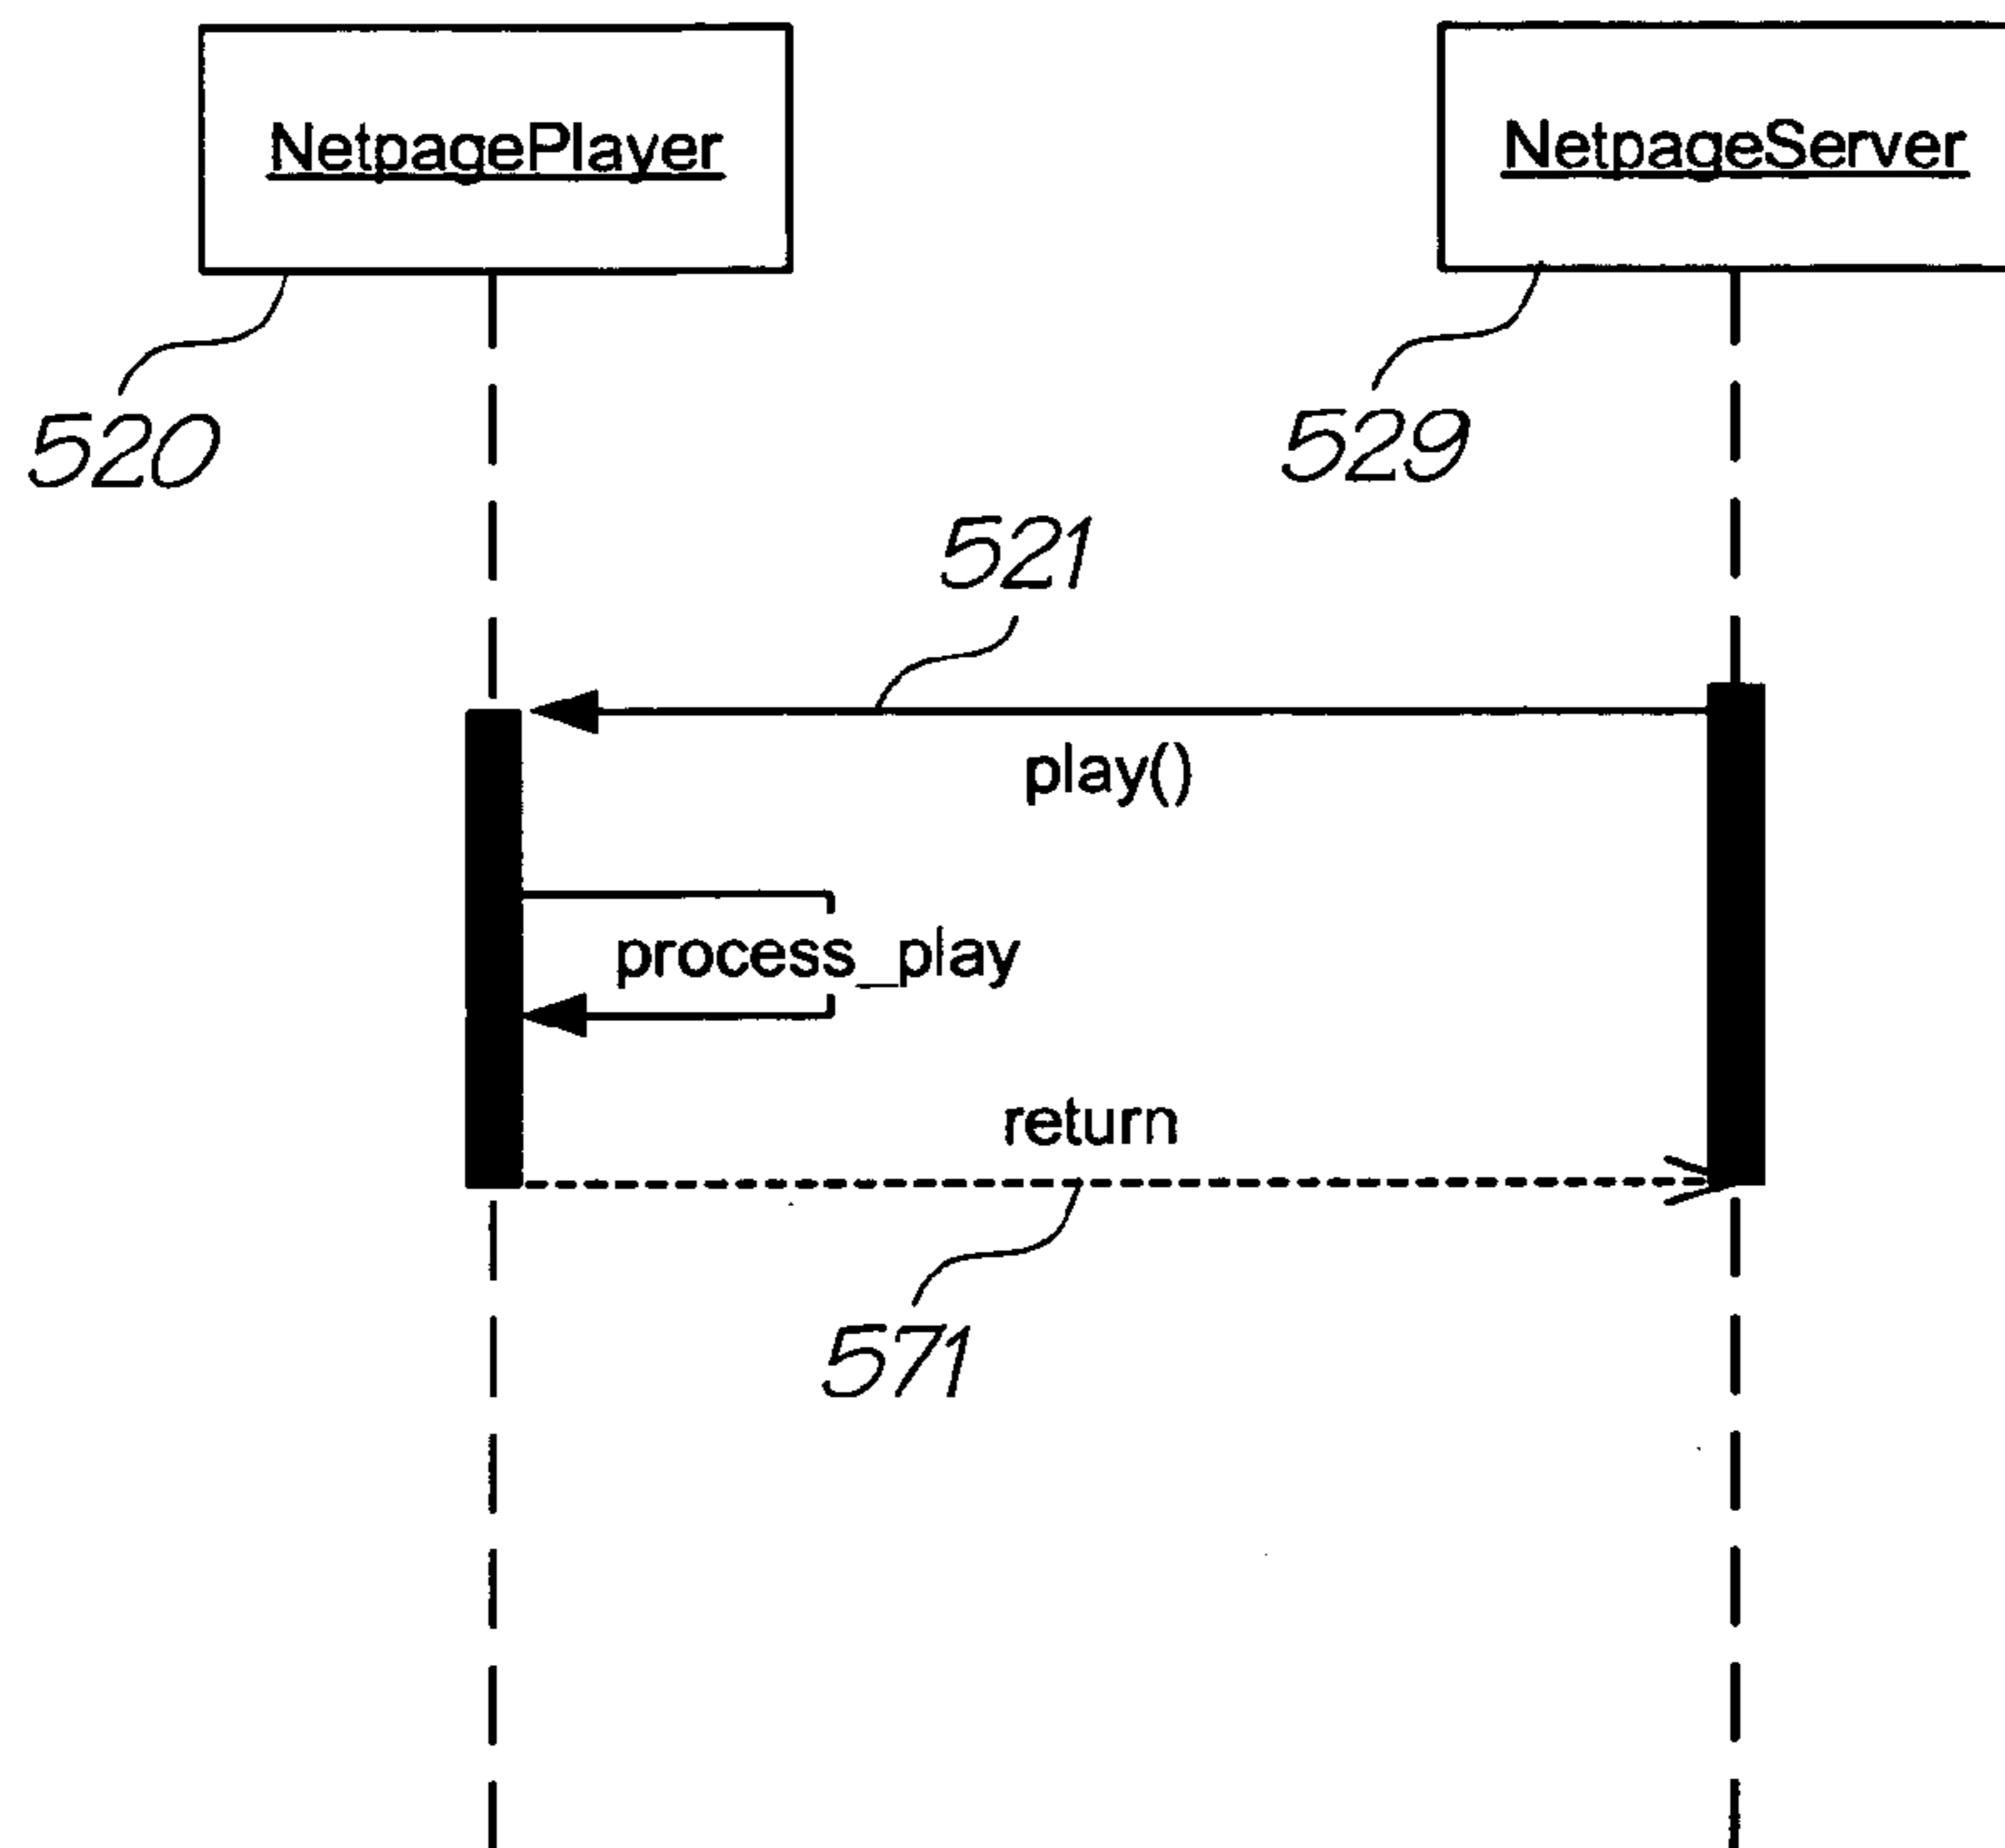 NetpagePlayer
NetpageServer
520
529
521
play()
process_play
return
571